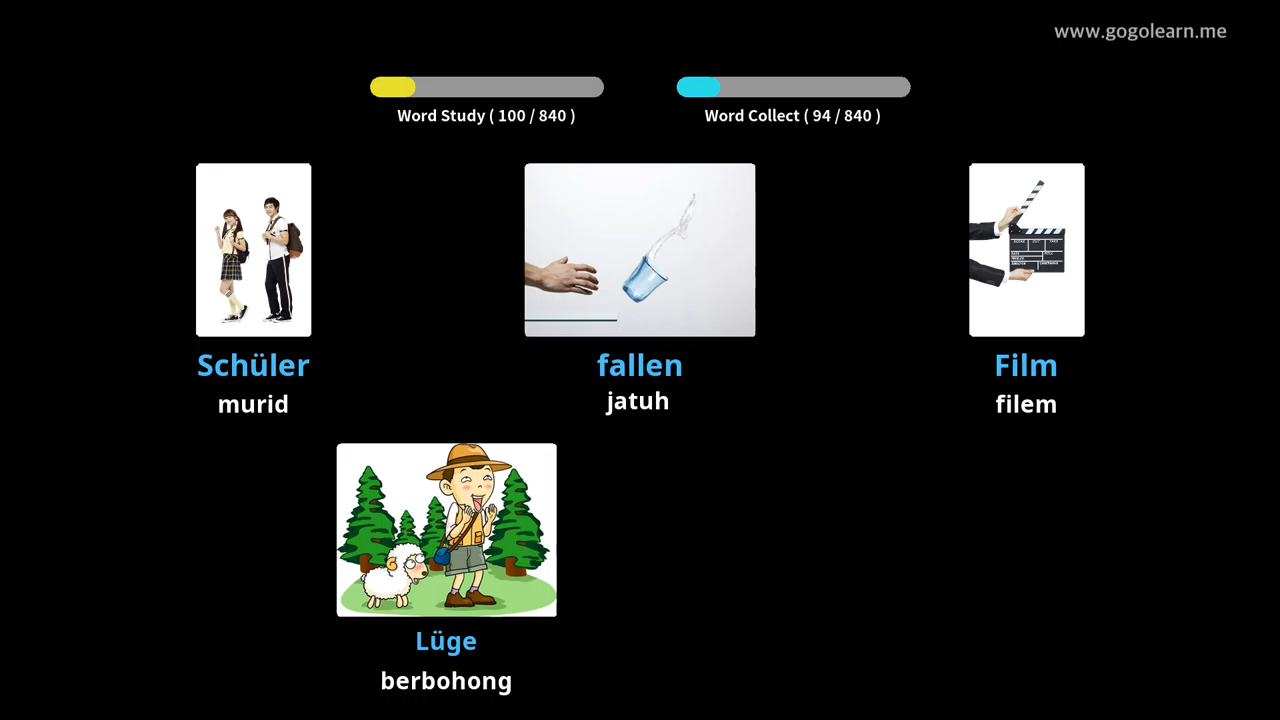 www.gogolearn.me
Word Study ( 100 / 840 )
Word Collect ( 94 / 840 )
Schüler
murid
fallen
jatuh
Film
filem
Lüge
berbohong